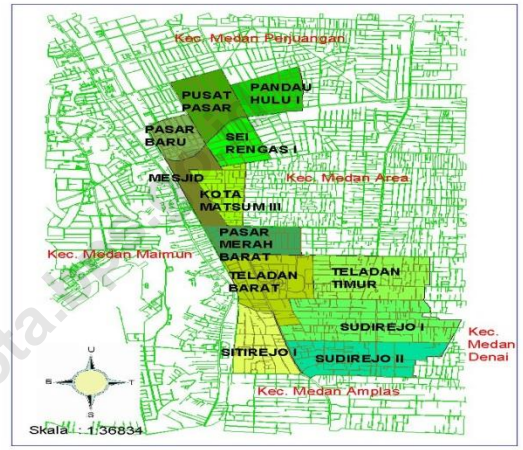 Kec. Medan Perjuangan
PUSAT
PASAR
PANDAU
HULU I
PASAR
BARU
SEI
RENGAS I
MESJID
KOTA
MATSUM III
Kec. Medan Area
PASAR
MERAH
BARAT
Kec. Medan Maimun
TELADAN
BARAT
TELADAN
TIMUR
SUDIREJO I
Kec.
Medan
Denai
SITIREJO I
SUDIREJO II
Kec. Medan Amplas
U
B
T
S
Skala : 1:36834